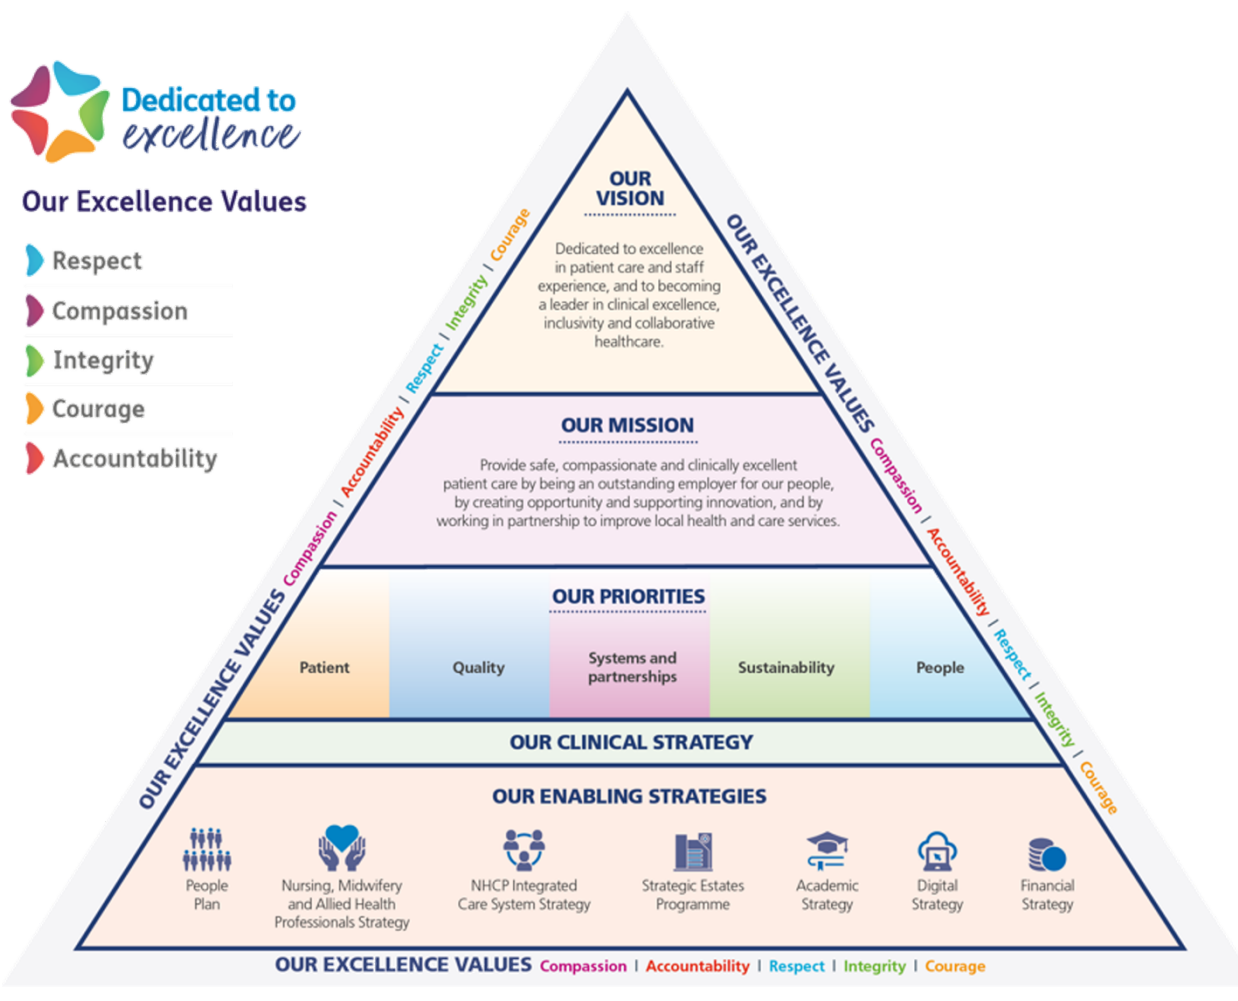 Dedicated to
excellence
Our Excellence Values
Respect
Compassion
Integrity
Courage
Accountability
OUR
VISION
Dedicated to excellence
in patient care and staff
experience, and to becoming
a leader in clinical excellence,
inclusivity and collaborative
healthcare.
OUR MISSION
Provide safe, compassionate and clinically excellent
patient care by being an outstanding employer for our people,
by creating opportunity and supporting innovation, and by
working in partnership to improve local health and care services.
OUR PRIORITIES
Patient
Quality
Systems and
partnerships
Sustainability
People
OUR CLINICAL STRATEGY
OUR ENABLING STRATEGIES
People
Plan
Nursing, Midwifery
and Allied Health
Professionals Strategy
NHCP Integrated
Care System Strategy
Strategic Estates
Programme
Academic
Strategy
Digital
Strategy
Financial
Strategy
OUR EXCELLENCE VALUES Compassion | Accountability | Respect | Integrity | Courage
OUR EXCELLENCE VALUES Compassion | Accountability | Respect | Integrity | Courage
OUR EXCELLENCE VALUES Compassion | Accountability | Respect | Integrity | Courage